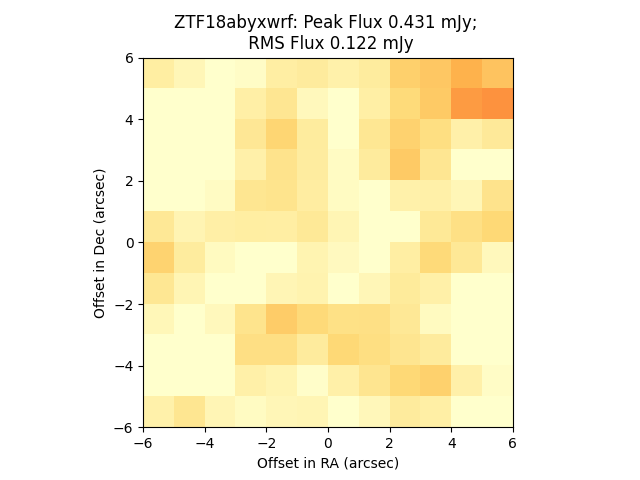 ZTF18abyxwrf: Peak Flux 0.431 mJy;
RMS Flux 0.122 mJy
6
4
2
0
−2
−4
−6
Offset in Dec (arcsec)
−6 −4 −2 0 2 4 6
Offset in RA (arcsec)